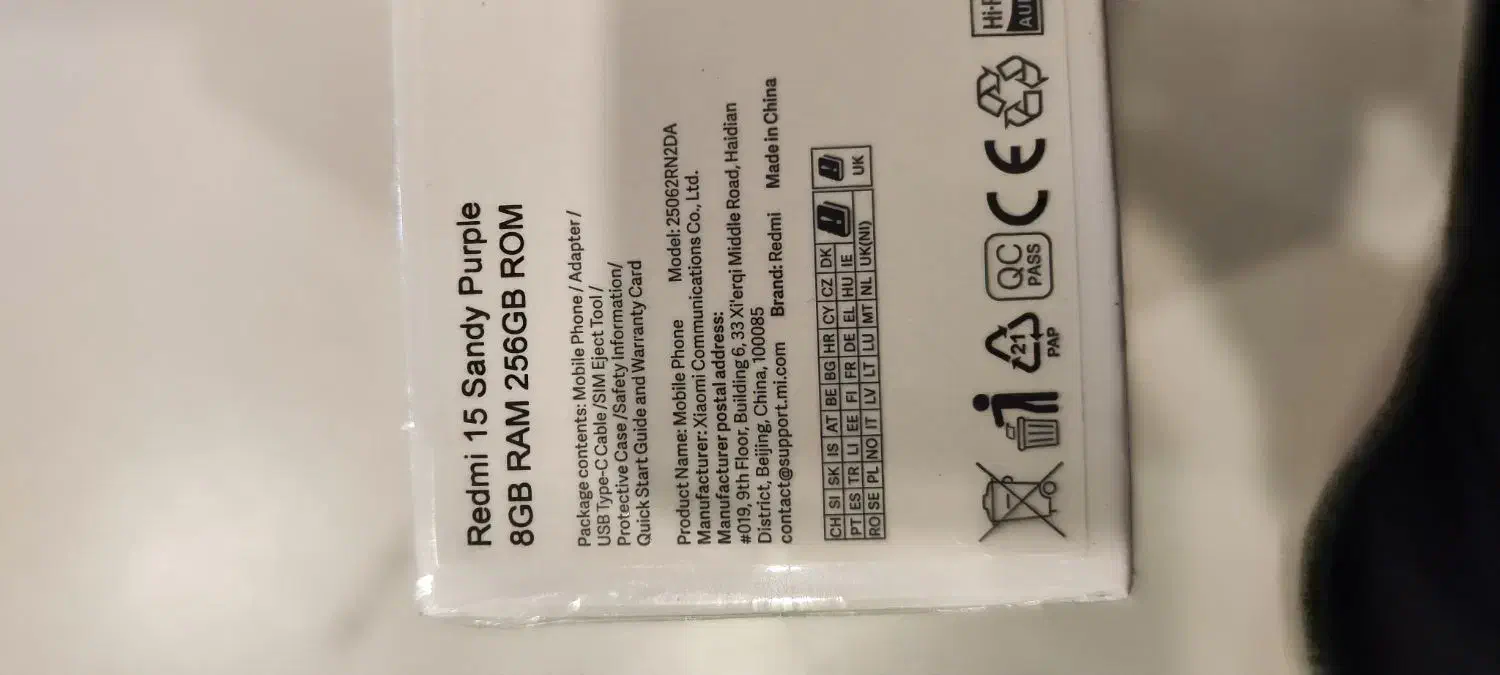 Redmi 15 Sandy Purple
8GB RAM 256GB ROM
Package contents: Mobile Phone / Adapter /
USB Type-C Cable /SIM Eject Tool /
Protective Case /Safety Information/
Quick Start Guide and Warranty Card
Product Name: Mobile Phone Model: 25062RN2DA
Manufacturer: Xiaomi Communications Co., Ltd.
Manufacturer postal address:
#019, 9th Floor, Building 6, 33 Xi'erqi Middle Road, Haidian
District, Beijing, China, 100085
contact@support.mi.com Brand: Redmi Made in China
CH SI SK IS AT BE BG HR CY CZ DK
PT ES TR LI EE FI FR DE EL HU IE UK
RO SE PL NO IT LV LT LU MT NL UK(NI)
21
PAP
QC
PASS
CE
Hi-R
AUD